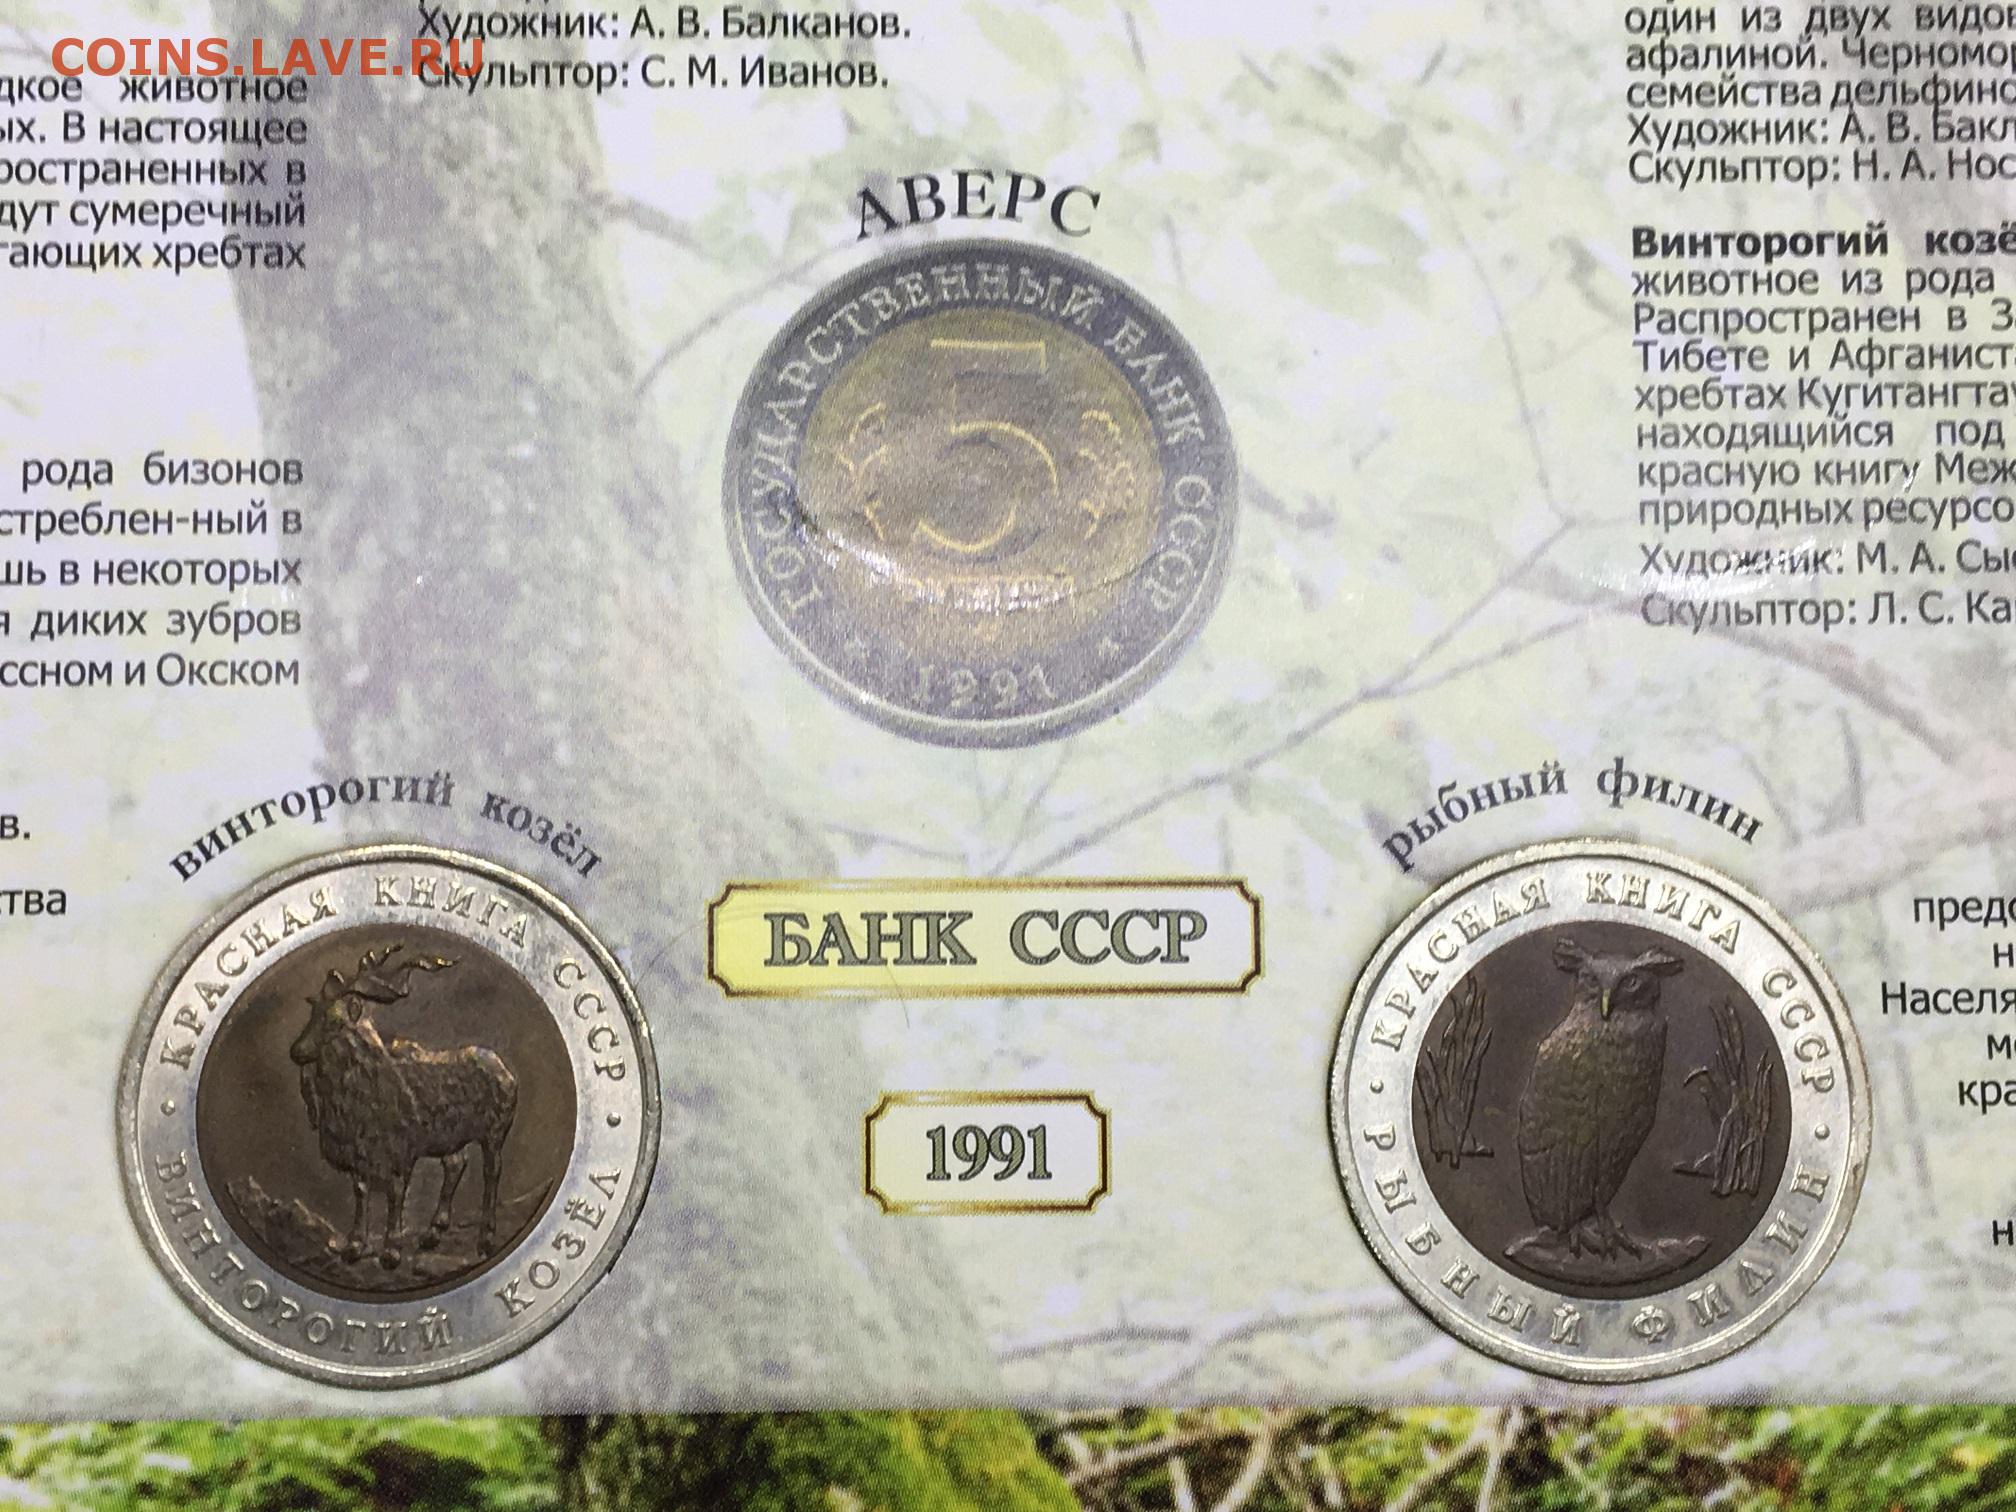 COINS.LAVE.RU
Художник: А. В. Балканов.
Скульптор: С. М. Иванов.
дкое животное
ых. В настоящее
ространенных в
дут сумеречный
гающих хребтах
рода бизонов
стреблен-ный в
шь в некоторых
я диких зубров
ссном и Окском
в.
тва
один из двух видов
афалиной. Черномор
семейства дельфино
Художник: А. В. Бакл
Скульптор: Н. А. Нос
Винторогий козё
животное из рода
Распространен в З
Тибете и Афганист
хребтах Кугитангтау
находящийся под
красную книгу Меж
природных ресурсо
Художник: М. А. Сы
Скульптор: Л. С. Ка
АВЕРС
ГОСУДАРСТВЕННЫЙ БАНК СССР
5
1991
винторогий козёл
КРАСНАЯ КНИГА СССР
ВИНТОРОГИЙ КОЗЁЛ
БАНК СССР
1991
рыбный филин
КРАСНАЯ КНИГА СССР
РЫБНЫЙ ФИЛИН
предс
н
Населя
м
кра
н